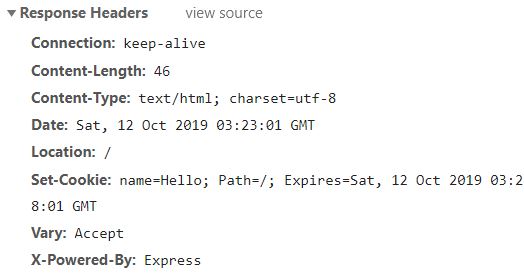 Response Headers view source
Connection: keep-alive
Content-Length: 46
Content-Type: text/html; charset=utf-8
Date: Sat, 12 Oct 2019 03:23:01 GMT
Location: /
Set-Cookie: name=Hello; Path=/; Expires=Sat, 12 Oct 2019 03:2
8:01 GMT
Vary: Accept
X-Powered-By: Express